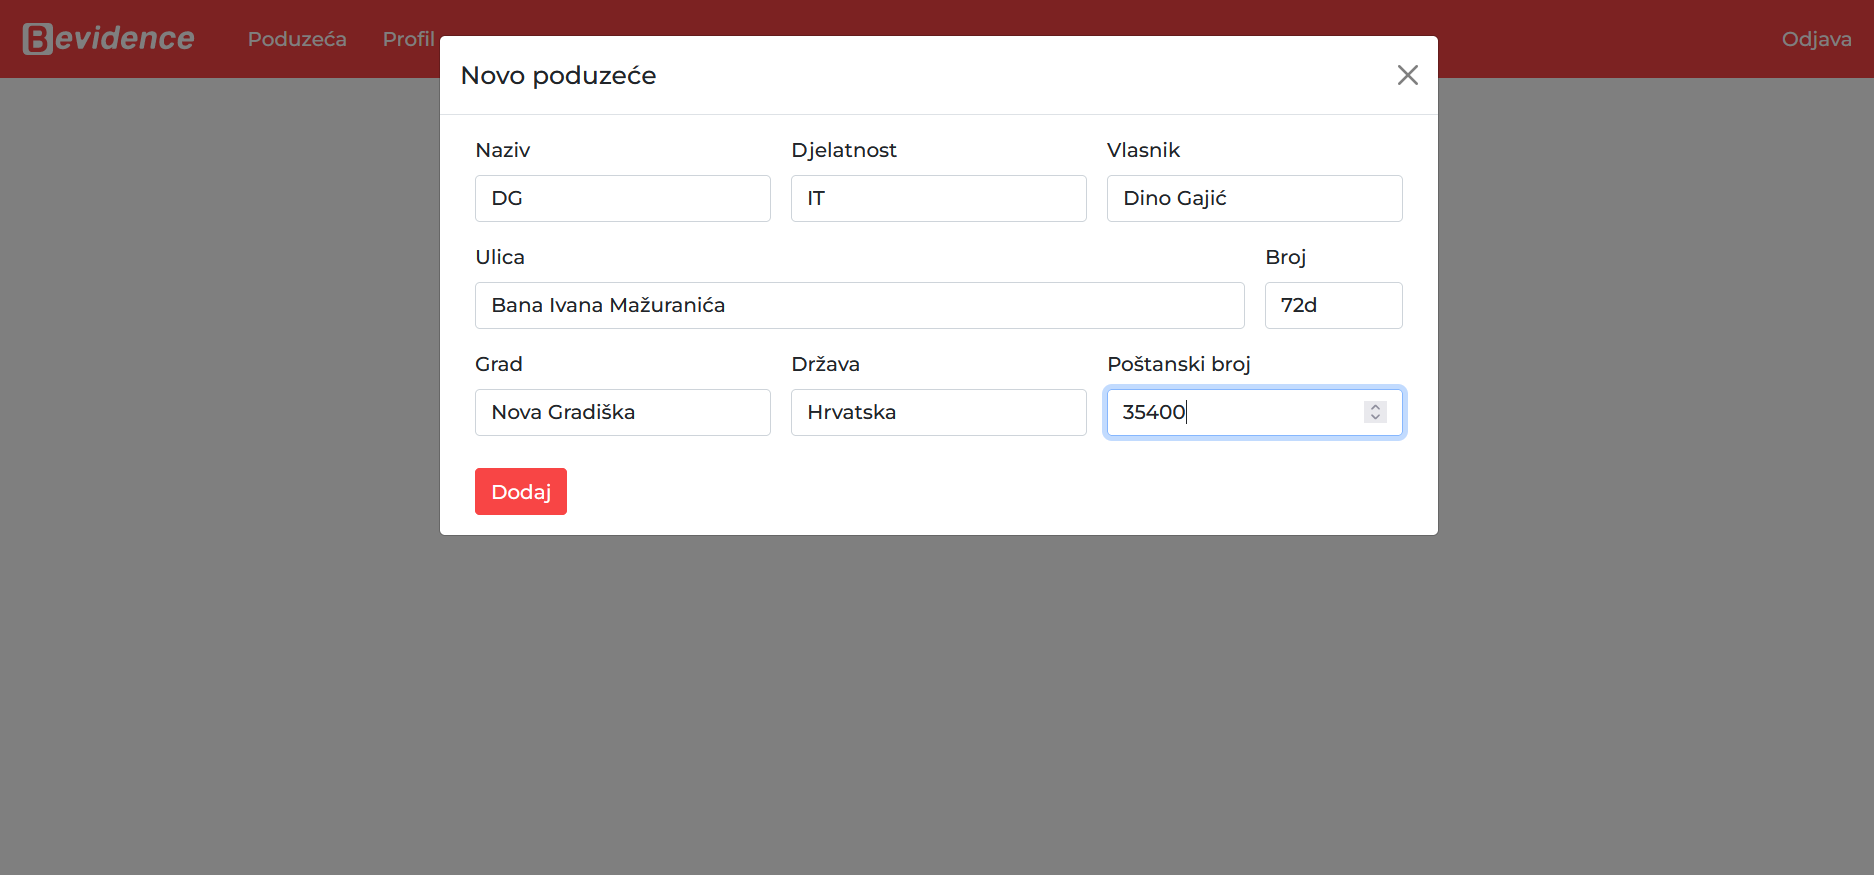 Bevidence Poduzeća Profil Odjava
Novo poduzeće
Naziv Djelatnost Vlasnik
DG IT Dino Gajić
Ulica Broj
Bana Ivana Mažuranića 72d
Grad Država Poštanski broj
Nova Gradiška Hrvatska 35400
Dodaj